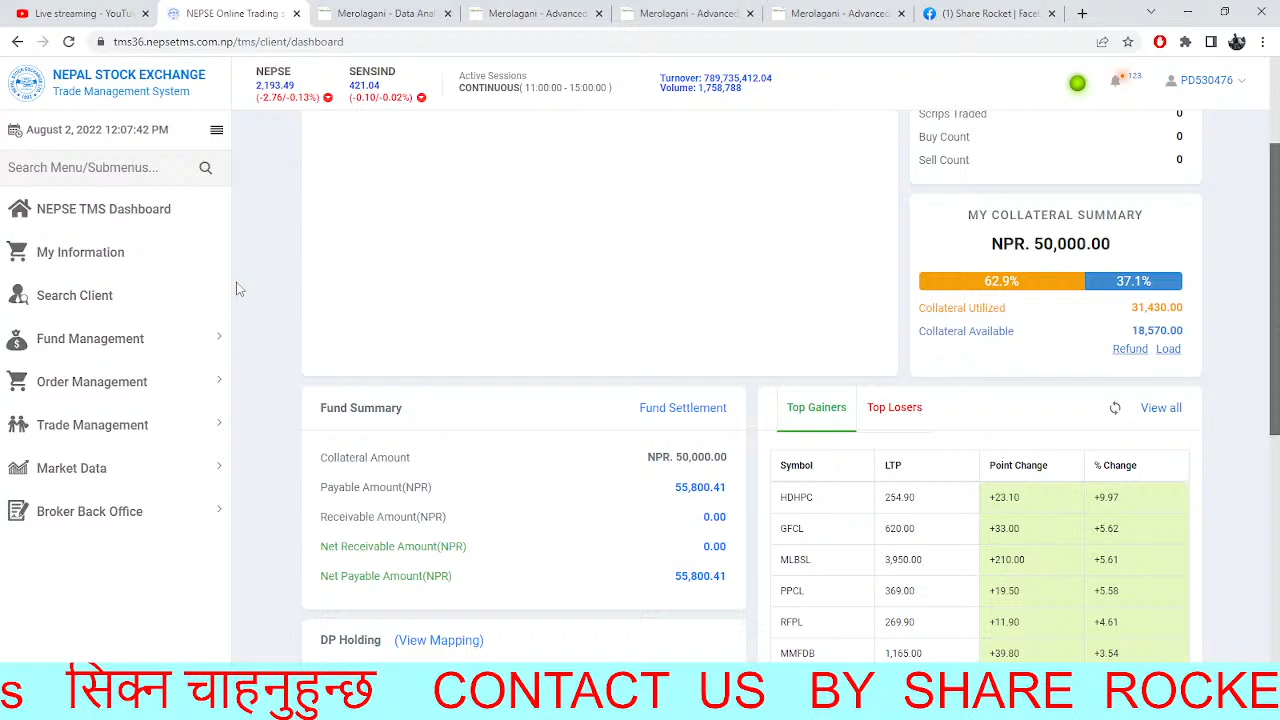 Live streaming - YouTu
NEPSE Online Trading s
Merolagani - Data Anal
Merolagani - Advanced
Merolagani - Advanced
Merolagani - Advanced
(1) Share Rocket | Face
tms36.nepsetms.com.np/tms/client/dashboard
NEPAL STOCK EXCHANGE
Trade Management System
NEPSE
2,193.49
(-2.76/-0.13%)
SENSIND
421.04
(-0.10/-0.02%)
Active Sessions
CONTINUOUS( 11:00:00 - 15:00:00 )
Turnover: 789,735,412.04
Volume: 1,758,788
123
PD530476
August 2, 2022 12:07:42 PM
Search Menu/Submenus...
NEPSE TMS Dashboard
My Information
Search Client
Fund Management
Order Management
Trade Management
Market Data
Broker Back Office
Scrips Traded 0
Buy Count 0
Sell Count 0
MY COLLATERAL SUMMARY
NPR. 50,000.00
62.9% 37.1%
Collateral Utilized 31,430.00
Collateral Available 18,570.00
Refund Load
Fund Summary Fund Settlement
Collateral Amount NPR. 50,000.00
Payable Amount(NPR) 55,800.41
Receivable Amount(NPR) 0.00
Net Receivable Amount(NPR) 0.00
Net Payable Amount(NPR) 55,800.41
DP Holding (View Mapping)
Top Gainers Top Losers View all
Symbol LTP Point Change % Change
HDHPC 254.90 +23.10 +9.97
GFCL 620.00 +33.00 +5.62
MLBSL 3,950.00 +210.00 +5.61
PPCL 369.00 +19.50 +5.58
RFPL 269.90 +11.90 +4.61
MMFDB 1,165.00 +39.80 +3.54
s सिक्न चाहनुहुन्छ CONTACT US BY SHARE ROCKE